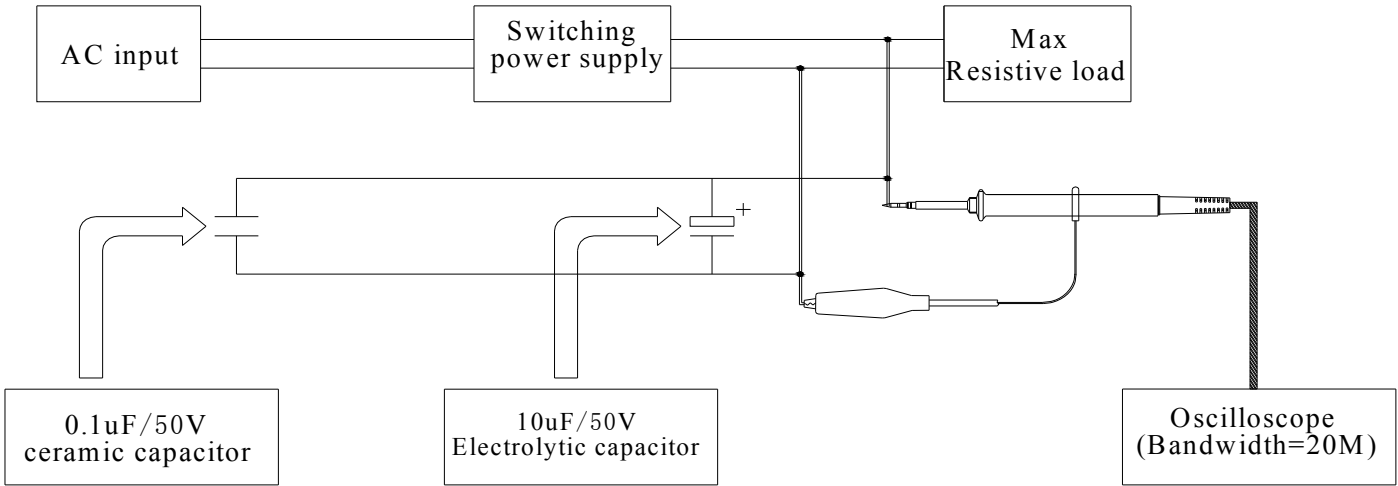 AC input
Switching
power supply
Max
Resistive load
+
0.1uF/50V
ceramic capacitor
10uF/50V
Electrolytic capacitor
Oscilloscope
(Bandwidth=20M)